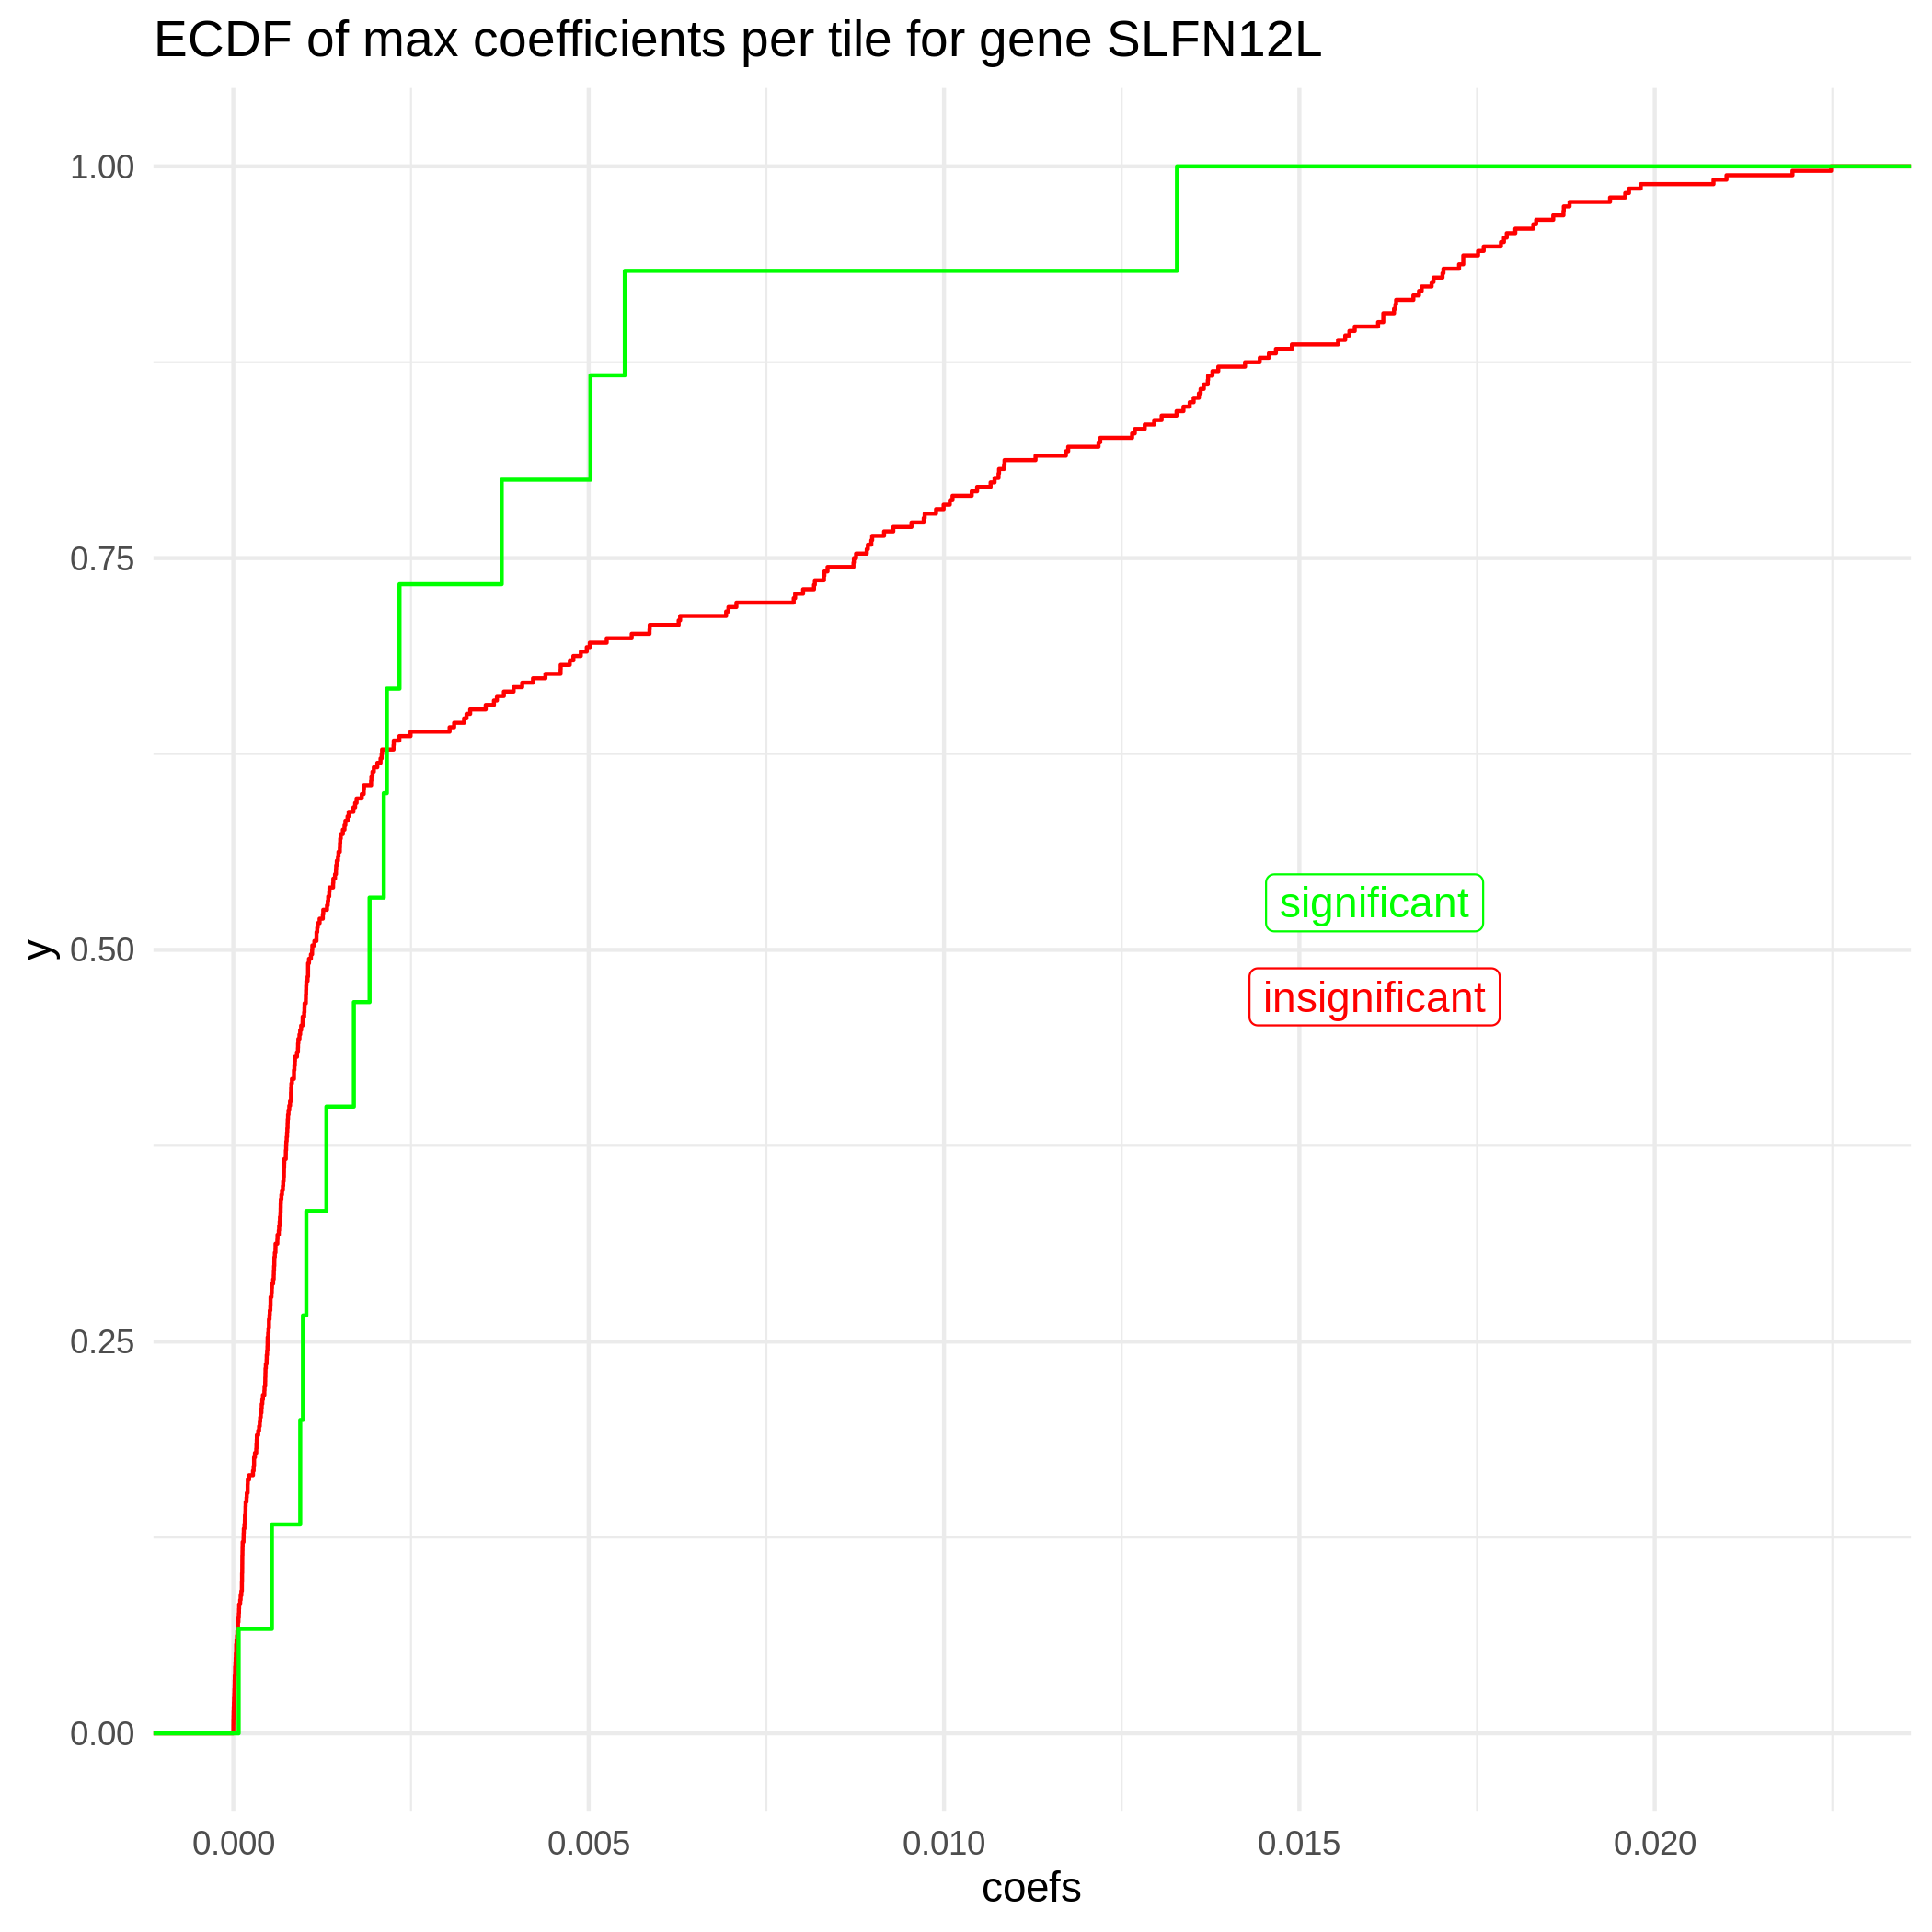 ECDF of max coefficients per tile for gene SLFN12L
1.00
0.75
0.50
0.25
0.00
y
significant
insignificant
0.000 0.005 0.010 0.015 0.020
coefs